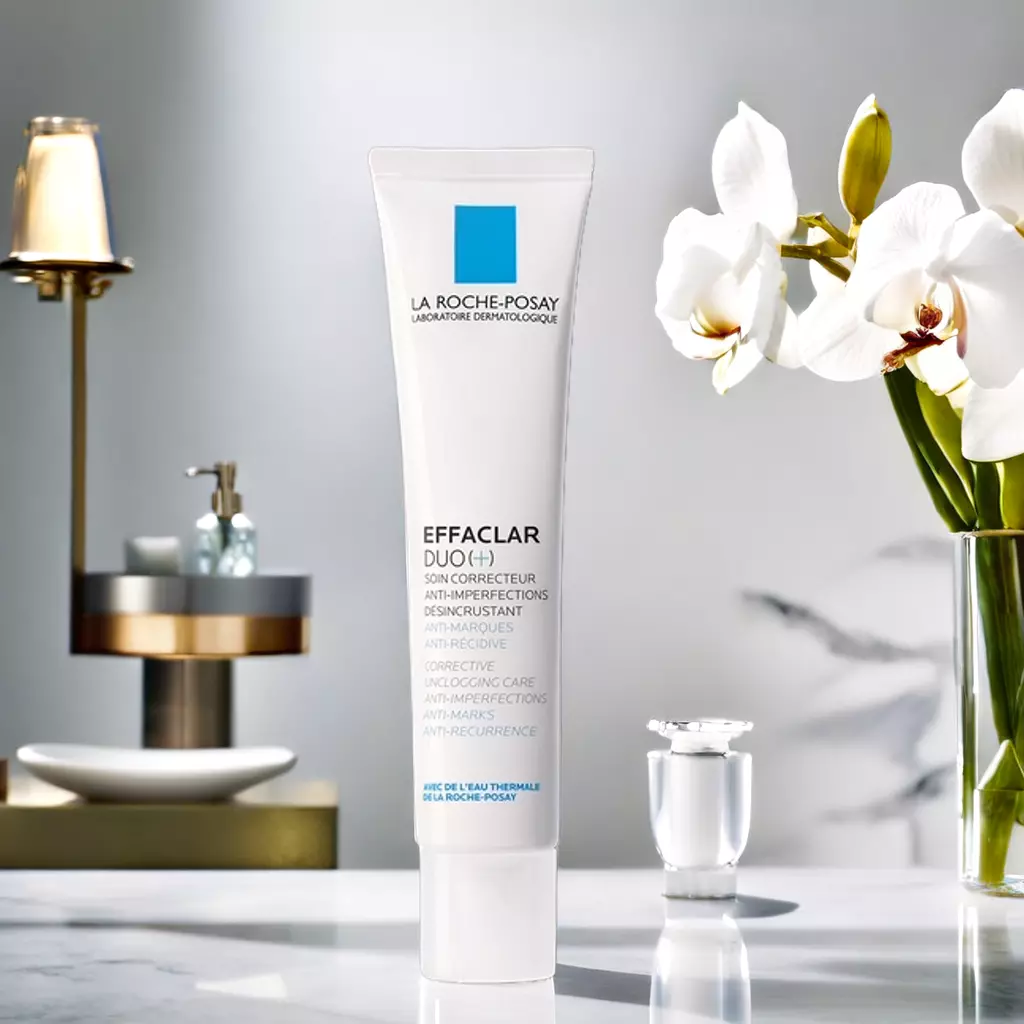 LA ROCHE-POSAY
LABORATOIRE DERMATOLOGIQUE
EFFACLAR
DUO(+)
SOIN CORRECTEUR
ANTI-IMPERFECTIONS
DÉSINCRUSTANT
ANTI-MARQUES
ANTI-RÉCIDIVE
CORRECTIVE
UNCLOGGING CARE
ANTI-IMPERFECTIONS
ANTI-MARKS
ANTI-RECURRENCE
AVEC DE L'EAU THERMALE
DE LA ROCHE-POSAY